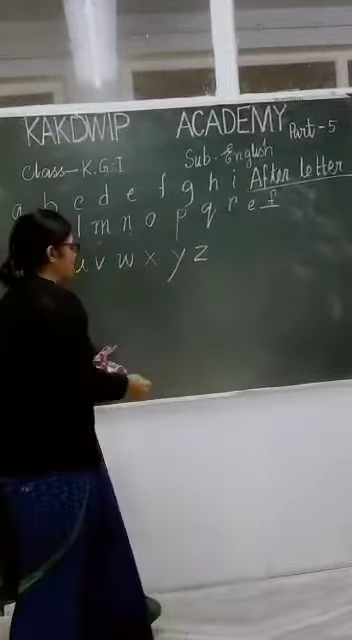 KAKDWIP ACADEMY Part-5
Class-K.G.I Sub. English
After letter
a b c d e f g h i
l m n o p q r e f
u v w x y z